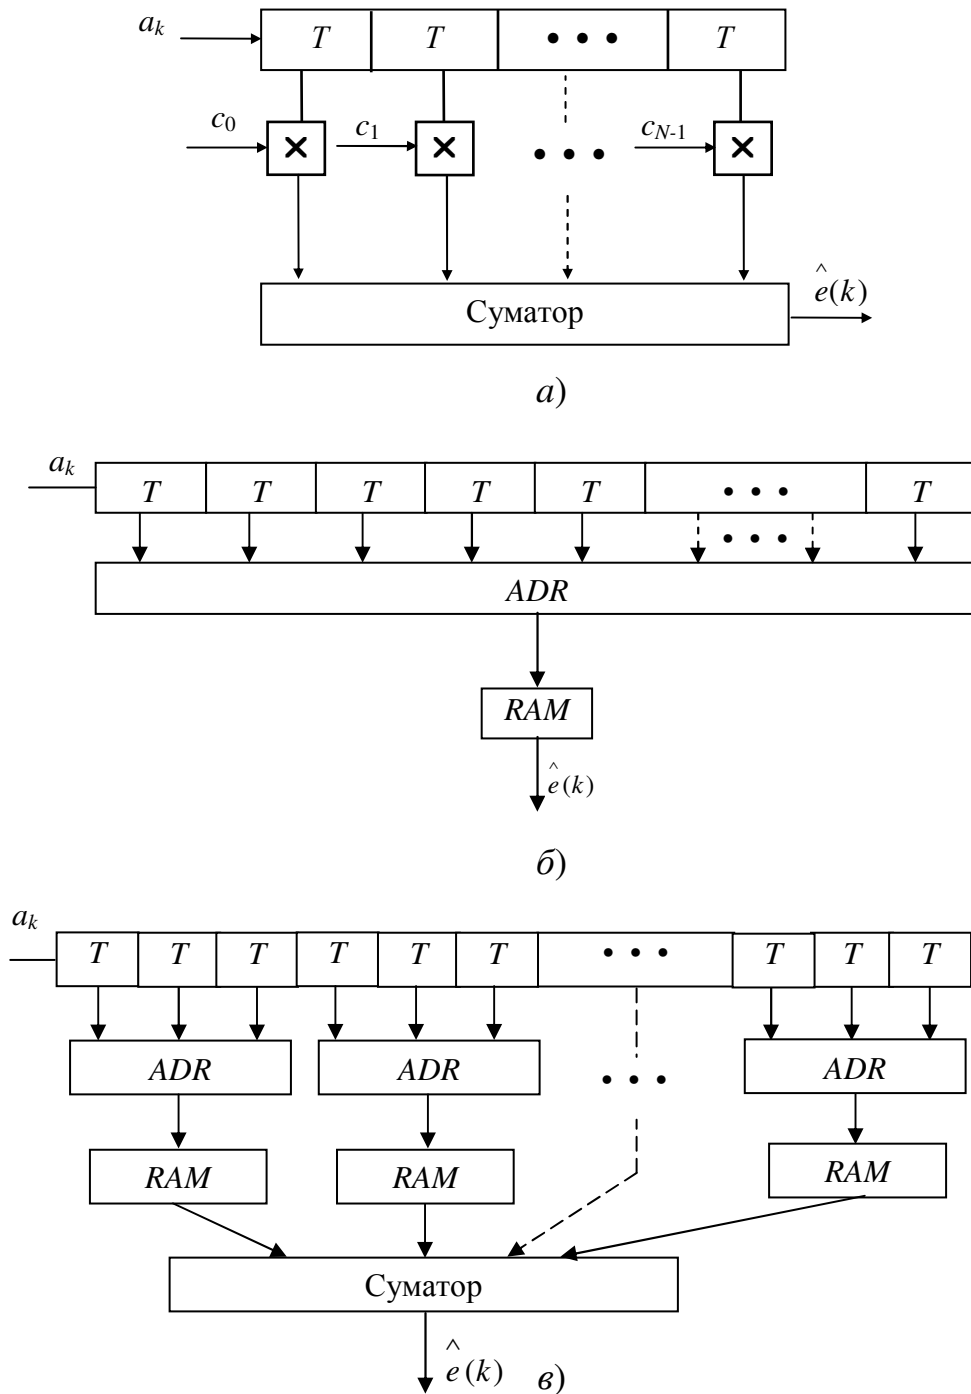 a_k T T • • • T
c_0 × c_1 × • • • c_{N-1} ×
Суматор ê(k)
а)
a_k T T T T T • • • T
• • •
ADR
RAM
ê(k)
б)
a_k T T T T T T • • • T T T
ADR ADR • • • ADR
RAM RAM RAM
Суматор
ê(k) в)